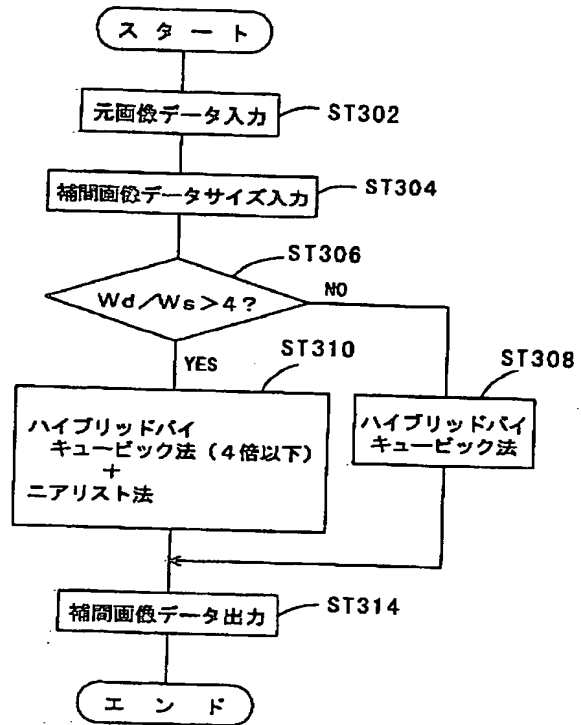 スタート
元画像データ入力
ST302
補間画像データサイズ入力
ST304
ST306
Wd/Ws>4?
NO
YES
ST310
ST308
ハイブリッドバイ
キュービック法(4倍以下)
+
ニアリスト法
ハイブリッドバイ
キュービック法
補間画像データ出力
ST314
エンド